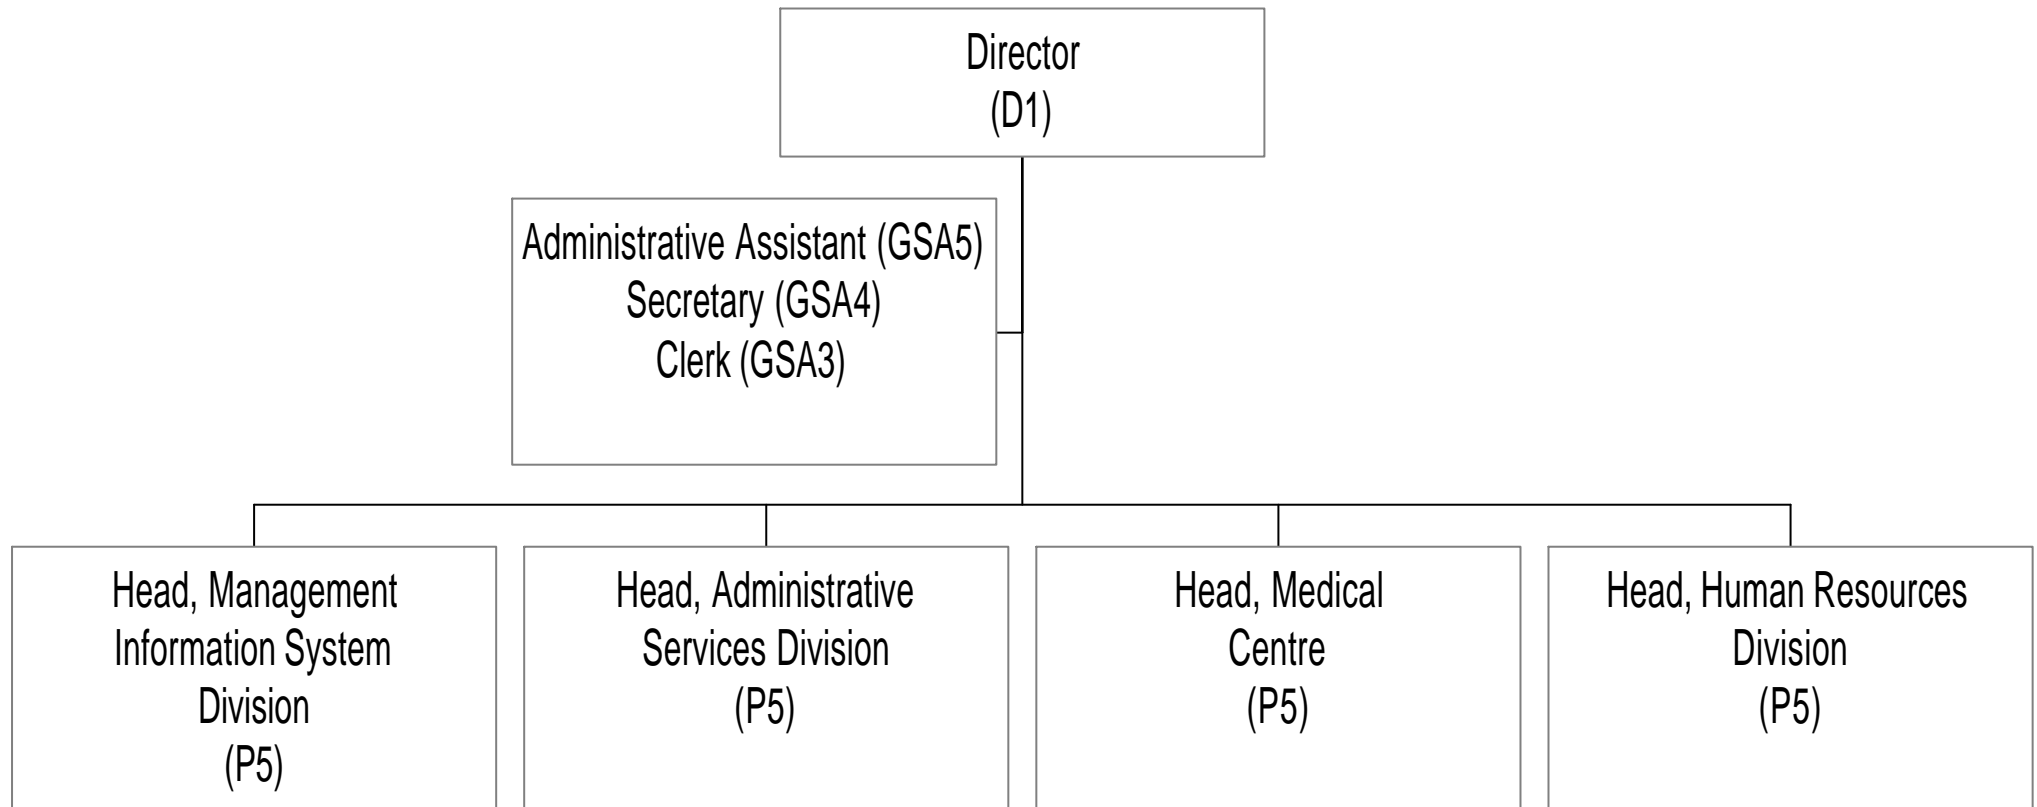 Director
(D1)
Administrative Assistant (GSA5)
Secretary (GSA4)
Clerk (GSA3)
Head, Management
Information System
Division
(P5)
Head, Administrative
Services Division
(P5)
Head, Medical
Centre
(P5)
Head, Human Resources
Division
(P5)